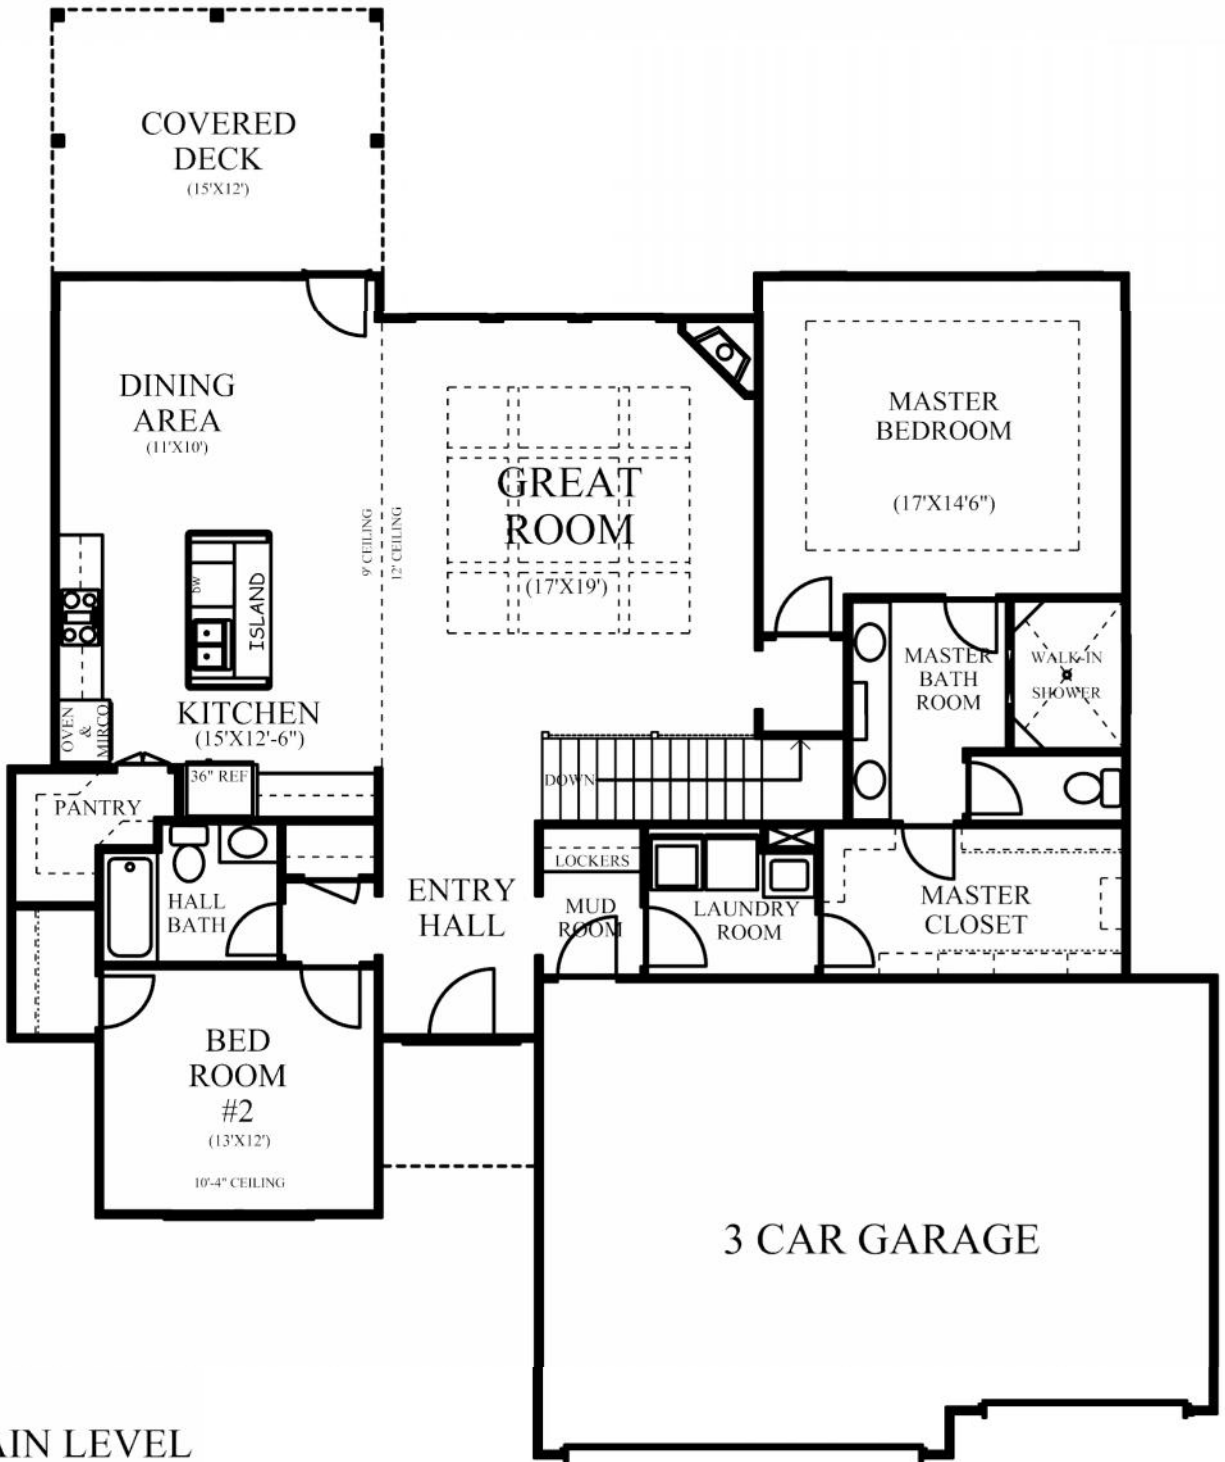 COVERED
DECK
(15'X12')
DINING
AREA
(11'X10')
MASTER
BEDROOM
(17'X14'6")
GREAT
ROOM
(17'X19')
9' CEILING
12' CEILING
DW
ISLAND
KITCHEN
(15'X12'-6")
OVEN
&
MIRCO
36" REF
PANTRY
MASTER
BATH
ROOM
WALK-IN
SHOWER
DOWN
LOCKERS
MUD
ROOM
LAUNDRY
ROOM
MASTER
CLOSET
ENTRY
HALL
HALL
BATH
BED
ROOM
#2
(13'X12')
10'-4" CEILING
3 CAR GARAGE
AIN LEVEL